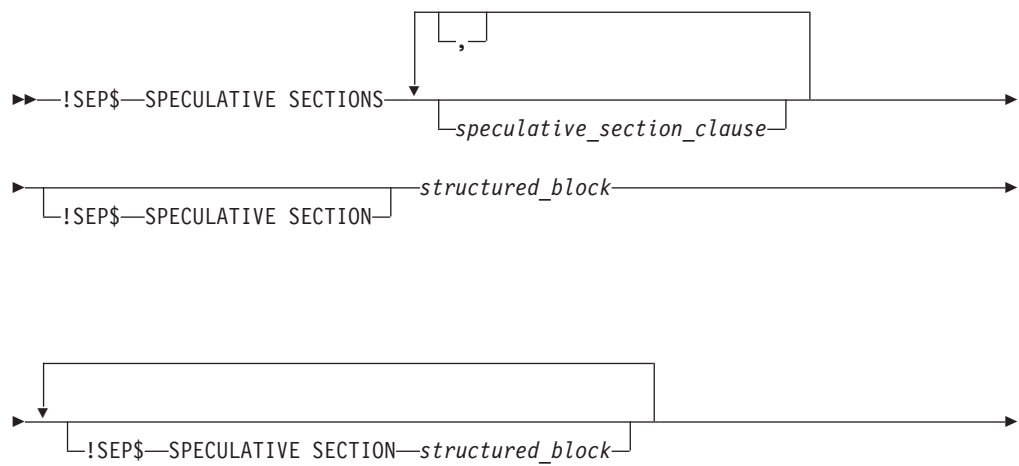 ,
!SEP$ SPECULATIVE SECTIONS
speculative_section_clause
structured_block
!SEP$ SPECULATIVE SECTION
!SEP$ SPECULATIVE SECTION structured_block